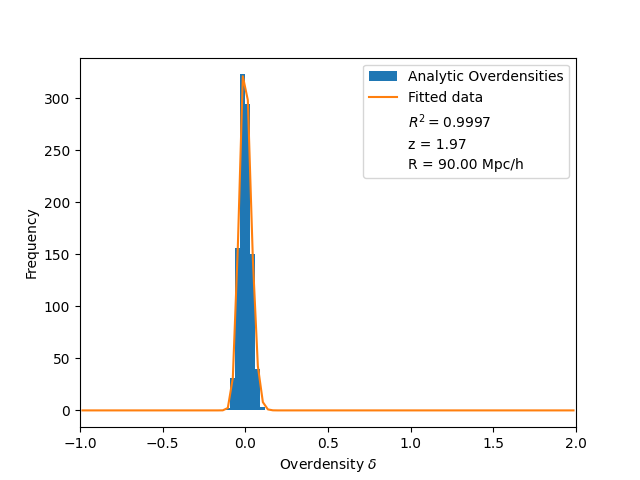 Analytic Overdensities
Fitted data
R² = 0.9997
z = 1.97
R = 90.00 Mpc/h
Frequency
300
250
200
150
100
50
0
−1.0 −0.5 0.0 0.5 1.0 1.5 2.0
Overdensity δ